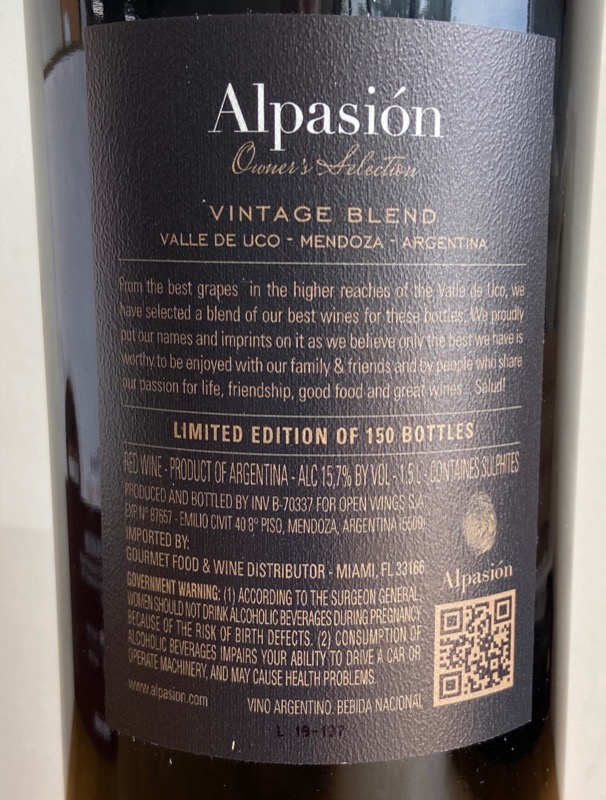 Alpasión
Owner's Selection
VINTAGE BLEND
VALLE DE UCO - MENDOZA - ARGENTINA
From the best grapes in the higher reaches of the Valle de Uco, we
have selected a blend of our best wines for these bottles. We proudly
put our names and imprints on it as we believe only the best we have is
worthy to be enjoyed with our family & friends and by people who share
our passion for life, friendship, good food and great wines. Salud!
LIMITED EDITION OF 150 BOTTLES
RED WINE - PRODUCT OF ARGENTINA - ALC 15,7% BY VOL - 1.5 L - CONTAINES SULPHITES
PRODUCED AND BOTTLED BY INV B-70337 FOR OPEN WINGS S.A.
EXP Nº 87657 - EMILIO CIVIT 40 8º PISO, MENDOZA, ARGENTINA (5509)
IMPORTED BY:
GOURMET FOOD & WINE DISTRIBUTOR - MIAMI, FL 33166
GOVERNMENT WARNING: (1) ACCORDING TO THE SURGEON GENERAL,
WOMEN SHOULD NOT DRINK ALCOHOLIC BEVERAGES DURING PREGNANCY
BECAUSE OF THE RISK OF BIRTH DEFECTS. (2) CONSUMPTION OF
ALCOHOLIC BEVERAGES IMPAIRS YOUR ABILITY TO DRIVE A CAR OR
OPERATE MACHINERY, AND MAY CAUSE HEALTH PROBLEMS.
Alpasión
www.alpasion.com
VINO ARGENTINO. BEBIDA NACIONAL
L 19-137